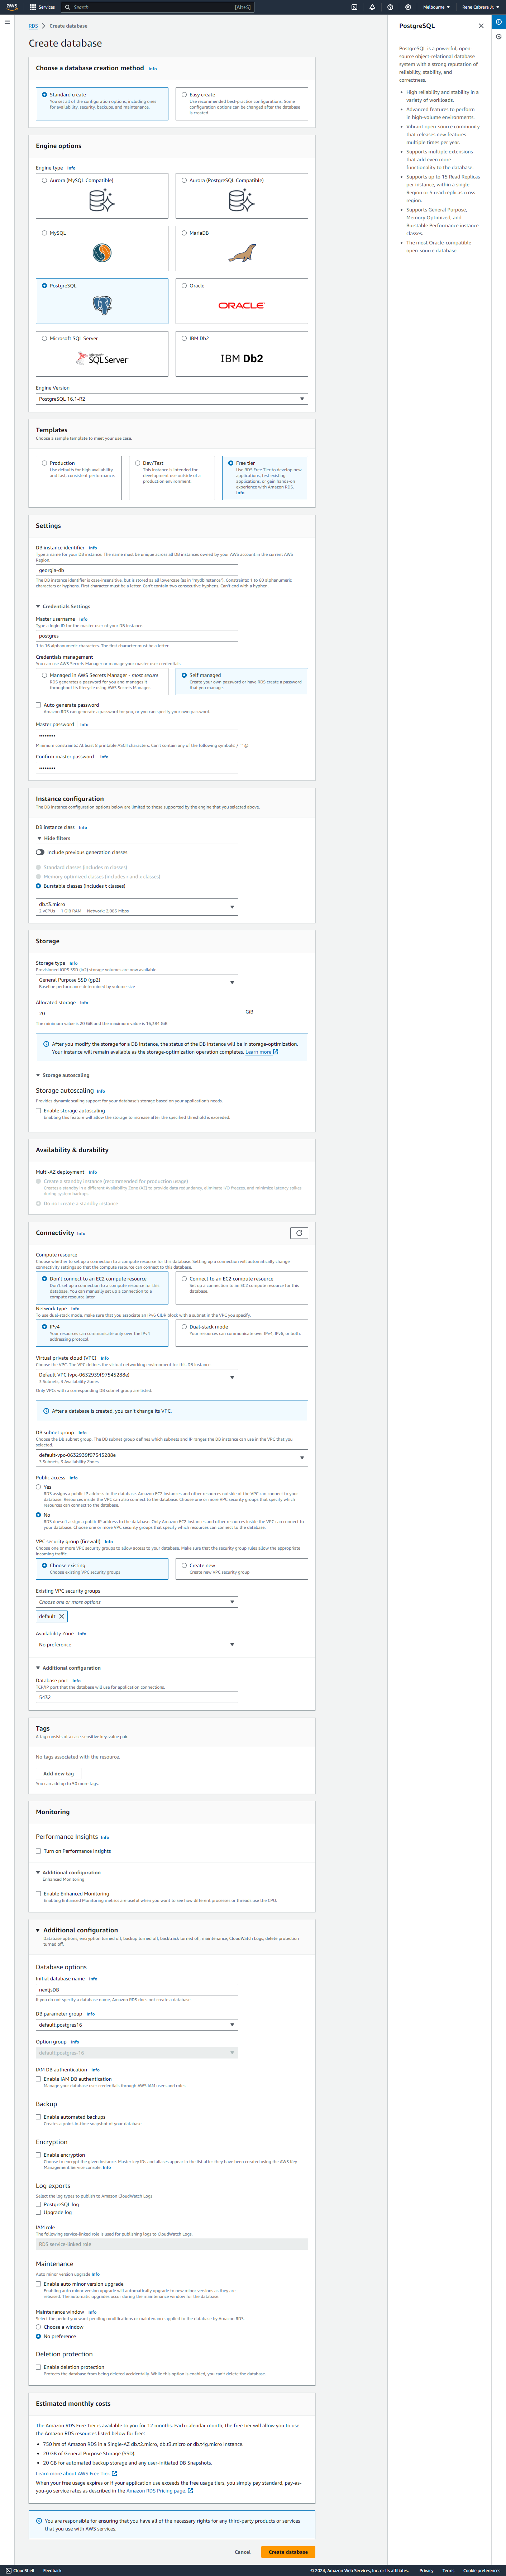 aws
Services
Search
[Alt+S]
Melbourne
Rene Cabrera Jr.
RDS
Create database
Create database
Choose a database creation method Info
Standard create
You set all of the configuration options, including ones
for availability, security, backups, and maintenance.
Easy create
Use recommended best-practice configurations. Some
configuration options can be changed after the database
is created.
Engine options
Engine type Info
Aurora (MySQL Compatible)
Aurora (PostgreSQL Compatible)
MySQL
MariaDB
PostgreSQL
Oracle
ORACLE
Microsoft SQL Server
Microsoft
SQL Server
IBM Db2
IBM Db2
Engine Version
PostgreSQL 16.1-R2
Templates
Choose a sample template to meet your use case.
Production
Use defaults for high availability
and fast, consistent performance.
Dev/Test
This instance is intended for
development use outside of a
production environment.
Free tier
Use RDS Free Tier to develop new
applications, test existing
applications, or gain hands-on
experience with Amazon RDS.
Info
Settings
DB instance identifier Info
Type a name for your DB instance. The name must be unique across all DB instances owned by your AWS account in the current AWS
Region.
georgia-db
The DB instance identifier is case-insensitive, but is stored as all lowercase (as in "mydbinstance"). Constraints: 1 to 60 alphanumeric
characters or hyphens. First character must be a letter. Can't contain two consecutive hyphens. Can't end with a hyphen.
Credentials Settings
Master username Info
Type a login ID for the master user of your DB instance.
postgres
1 to 16 alphanumeric characters. The first character must be a letter.
Credentials management
You can use AWS Secrets Manager or manage your master user credentials.
Managed in AWS Secrets Manager - most secure
RDS generates a password for you and manages it
throughout its lifecycle using AWS Secrets Manager.
Self managed
Create your own password or have RDS create a password
that you manage.
Auto generate password
Amazon RDS can generate a password for you, or you can specify your own password.
Master password Info
•••••••••
Minimum constraints: At least 8 printable ASCII characters. Can't contain any of the following symbols: / ' " @
Confirm master password Info
•••••••••
Instance configuration
The DB instance configuration options below are limited to those supported by the engine that you selected above.
DB instance class Info
Hide filters
Include previous generation classes
Standard classes (includes m classes)
Memory optimized classes (includes r and x classes)
Burstable classes (includes t classes)
db.t3.micro
2 vCPUs 1 GiB RAM Network: 2,085 Mbps
Storage
Storage type Info
Provisioned IOPS SSD (io2) storage volumes are now available.
General Purpose SSD (gp2)
Baseline performance determined by volume size
Allocated storage Info
20
GiB
The minimum value is 20 GiB and the maximum value is 16,384 GiB
After you modify the storage for a DB instance, the status of the DB instance will be in storage-optimization.
Your instance will remain available as the storage-optimization operation completes. Learn more
Storage autoscaling
Storage autoscaling Info
Provides dynamic scaling support for your database's storage based on your application's needs.
Enable storage autoscaling
Enabling this feature will allow the storage to increase after the specified threshold is exceeded.
Availability & durability
Multi-AZ deployment Info
Create a standby instance (recommended for production usage)
Creates a standby in a different Availability Zone (AZ) to provide data redundancy, eliminate I/O freezes, and minimize latency spikes
during system backups.
Do not create a standby instance
Connectivity Info
Compute resource
Choose whether to set up a connection to a compute resource for this database. Setting up a connection will automatically change
connectivity settings so that the compute resource can connect to this database.
Don't connect to an EC2 compute resource
Don't set up a connection to a compute resource for this
database. You can manually set up a connection to a
compute resource later.
Connect to an EC2 compute resource
Set up a connection to an EC2 compute resource for this
database.
Network type Info
To use dual-stack mode, make sure that you associate an IPv6 CIDR block with a subnet in the VPC you specify.
IPv4
Your resources can communicate only over the IPv4
addressing protocol.
Dual-stack mode
Your resources can communicate over IPv4, IPv6, or both.
Virtual private cloud (VPC) Info
Choose the VPC. The VPC defines the virtual networking environment for this DB instance.
Default VPC (vpc-0632939f97545288e)
3 Subnets, 3 Availability Zones
Only VPCs with a corresponding DB subnet group are listed.
After a database is created, you can't change its VPC.
DB subnet group Info
Choose the DB subnet group. The DB subnet group defines which subnets and IP ranges the DB instance can use in the VPC that you
selected.
default-vpc-0632939f97545288e
3 Subnets, 3 Availability Zones
Public access Info
Yes
RDS assigns a public IP address to the database. Amazon EC2 instances and other resources outside of the VPC can connect to your
database. Resources inside the VPC can also connect to the database. Choose one or more VPC security groups that specify which
resources can connect to the database.
No
RDS doesn't assign a public IP address to the database. Only Amazon EC2 instances and other resources inside the VPC can connect to
your database. Choose one or more VPC security groups that specify which resources can connect to the database.
VPC security group (firewall) Info
Choose one or more VPC security groups to allow access to your database. Make sure that the security group rules allow the appropriate
incoming traffic.
Choose existing
Choose existing VPC security groups
Create new
Create new VPC security group
Existing VPC security groups
Choose one or more options
default
Availability Zone Info
No preference
Additional configuration
Database port Info
TCP/IP port that the database will use for application connections.
5432
Tags
A tag consists of a case-sensitive key-value pair.
No tags associated with the resource.
Add new tag
You can add up to 50 more tags.
Monitoring
Performance Insights Info
Turn on Performance Insights
Additional configuration
Enhanced Monitoring
Enable Enhanced Monitoring
Enabling Enhanced Monitoring metrics are useful when you want to see how different processes or threads use the CPU.
Additional configuration
Database options, encryption turned off, backup turned off, backtrack turned off, maintenance, CloudWatch Logs, delete protection
turned off.
Database options
Initial database name Info
nextjsDB
If you do not specify a database name, Amazon RDS does not create a database.
DB parameter group Info
default.postgres16
Option group Info
default:postgres-16
IAM DB authentication Info
Enable IAM DB authentication
Manage your database user credentials through AWS IAM users and roles.
Backup
Enable automated backups
Creates a point-in-time snapshot of your database
Encryption
Enable encryption
Choose to encrypt the given instance. Master key IDs and aliases appear in the list after they have been created using the AWS Key
Management Service console. Info
Log exports
Select the log types to publish to Amazon CloudWatch Logs
PostgreSQL log
Upgrade log
IAM role
The following service-linked role is used for publishing logs to CloudWatch Logs.
RDS service-linked role
Maintenance
Auto minor version upgrade Info
Enable auto minor version upgrade
Enabling auto minor version upgrade will automatically upgrade to new minor versions as they are
released. The automatic upgrades occur during the maintenance window for the database.
Maintenance window Info
Select the period you want pending modifications or maintenance applied to the database by Amazon RDS.
Choose a window
No preference
Deletion protection
Enable deletion protection
Protects the database from being deleted accidentally. While this option is enabled, you can't delete the database.
Estimated monthly costs
The Amazon RDS Free Tier is available to you for 12 months. Each calendar month, the free tier will allow you to use
the Amazon RDS resources listed below for free:
• 750 hrs of Amazon RDS in a Single-AZ db.t2.micro, db.t3.micro or db.t4g.micro Instance.
• 20 GB of General Purpose Storage (SSD).
• 20 GB for automated backup storage and any user-initiated DB Snapshots.
Learn more about AWS Free Tier.
When your free usage expires or if your application use exceeds the free usage tiers, you simply pay standard, pay-as-
you-go service rates as described in the Amazon RDS Pricing page.
You are responsible for ensuring that you have all of the necessary rights for any third-party products or services
that you use with AWS services.
Cancel
Create database
PostgreSQL
PostgreSQL is a powerful, open-
source object-relational database
system with a strong reputation of
reliability, stability, and
correctness.
• High reliability and stability in a
variety of workloads.
• Advanced features to perform
in high-volume environments.
• Vibrant open-source community
that releases new features
multiple times per year.
• Supports multiple extensions
that add even more
functionality to the database.
• Supports up to 15 Read Replicas
per instance, within a single
Region or 5 read replicas cross-
region.
• Supports General Purpose,
Memory Optimized, and
Burstable Performance instance
classes.
• The most Oracle-compatible
open-source database.
CloudShell
Feedback
© 2024, Amazon Web Services, Inc. or its affiliates.
Privacy
Terms
Cookie preferences